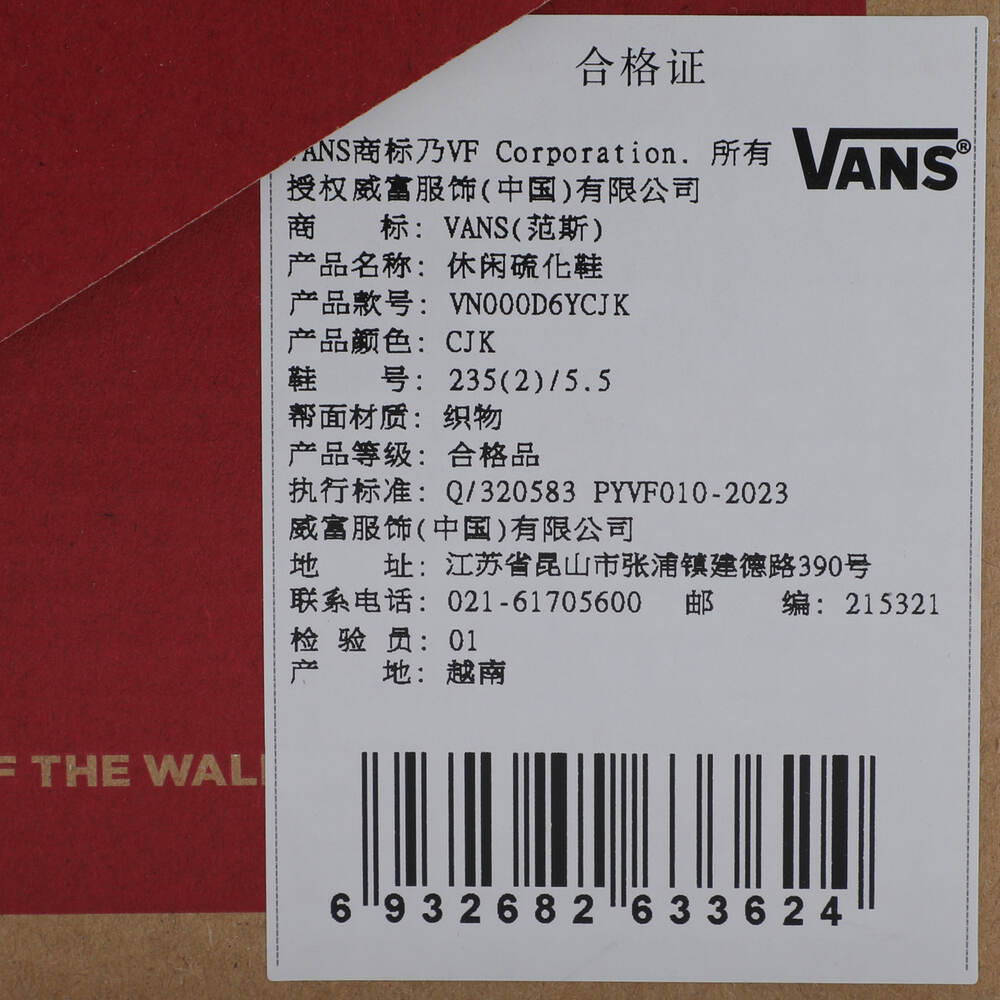 合格证
VANS商标乃VF Corporation. 所有
VANS®
授权威富服饰(中国)有限公司
商 标: VANS(范斯)
产品名称: 休闲硫化鞋
产品款号: VN000D6YCJK
产品颜色: CJK
鞋 号: 235(2)/5.5
帮面材质: 织物
产品等级: 合格品
执行标准: Q/320583 PYVF010-2023
威富服饰(中国)有限公司
地 址: 江苏省昆山市张浦镇建德路390号
联系电话: 021-61705600 邮 编: 215321
检 验 员: 01
产 地: 越南
F THE WALL
6 932682 633624